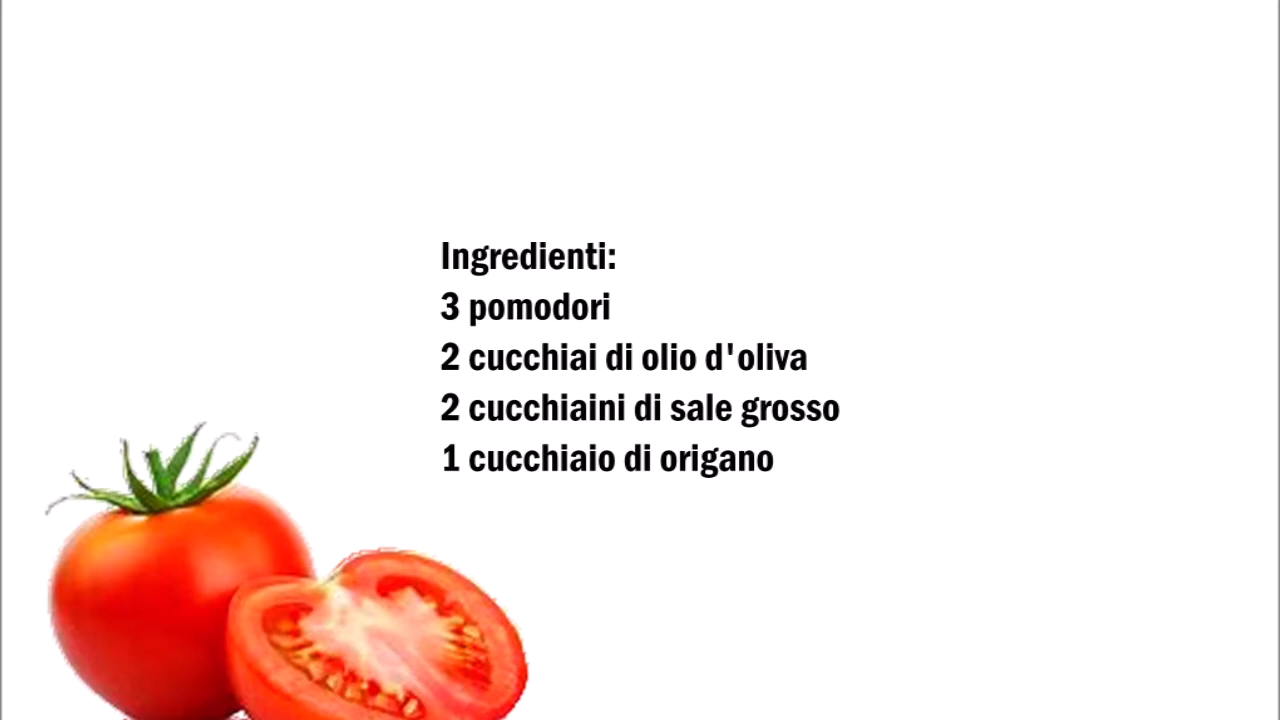 Ingredienti:
3 pomodori
2 cucchiai di olio d'oliva
2 cucchiaini di sale grosso
1 cucchiaio di origano